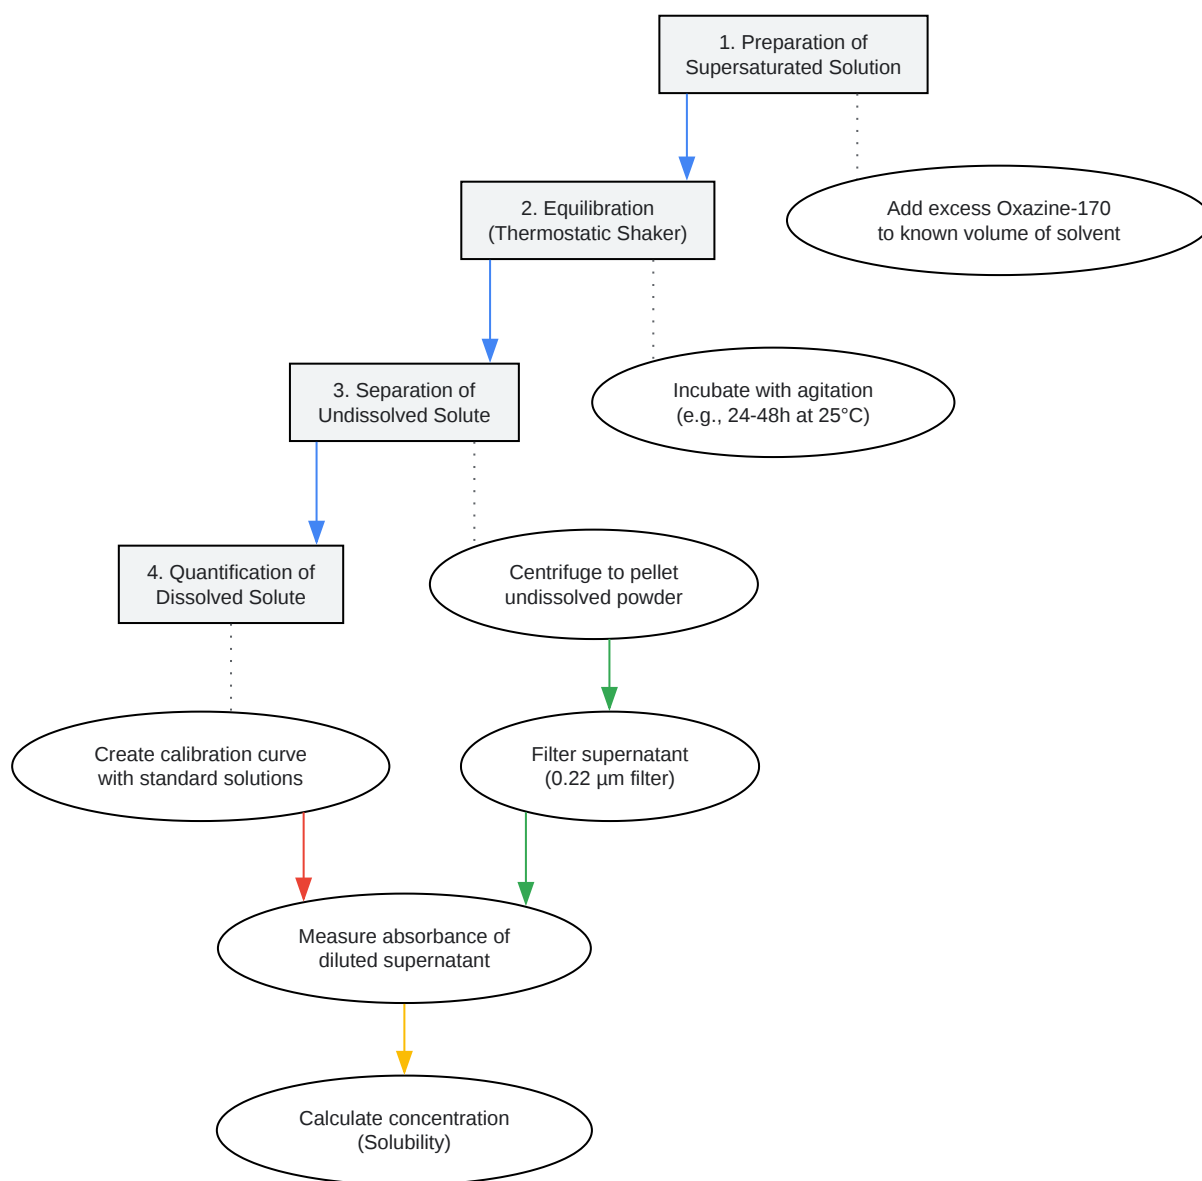 1. Preparation of
Supersaturated Solution
2. Equilibration
(Thermostatic Shaker)
Add excess Oxazine-170
to known volume of solvent
3. Separation of
Undissolved Solute
Incubate with agitation
(e.g., 24-48h at 25°C)
4. Quantification of
Dissolved Solute
Centrifuge to pellet
undissolved powder
Create calibration curve
with standard solutions
Filter supernatant
(0.22 µm filter)
Measure absorbance of
diluted supernatant
Calculate concentration
(Solubility)